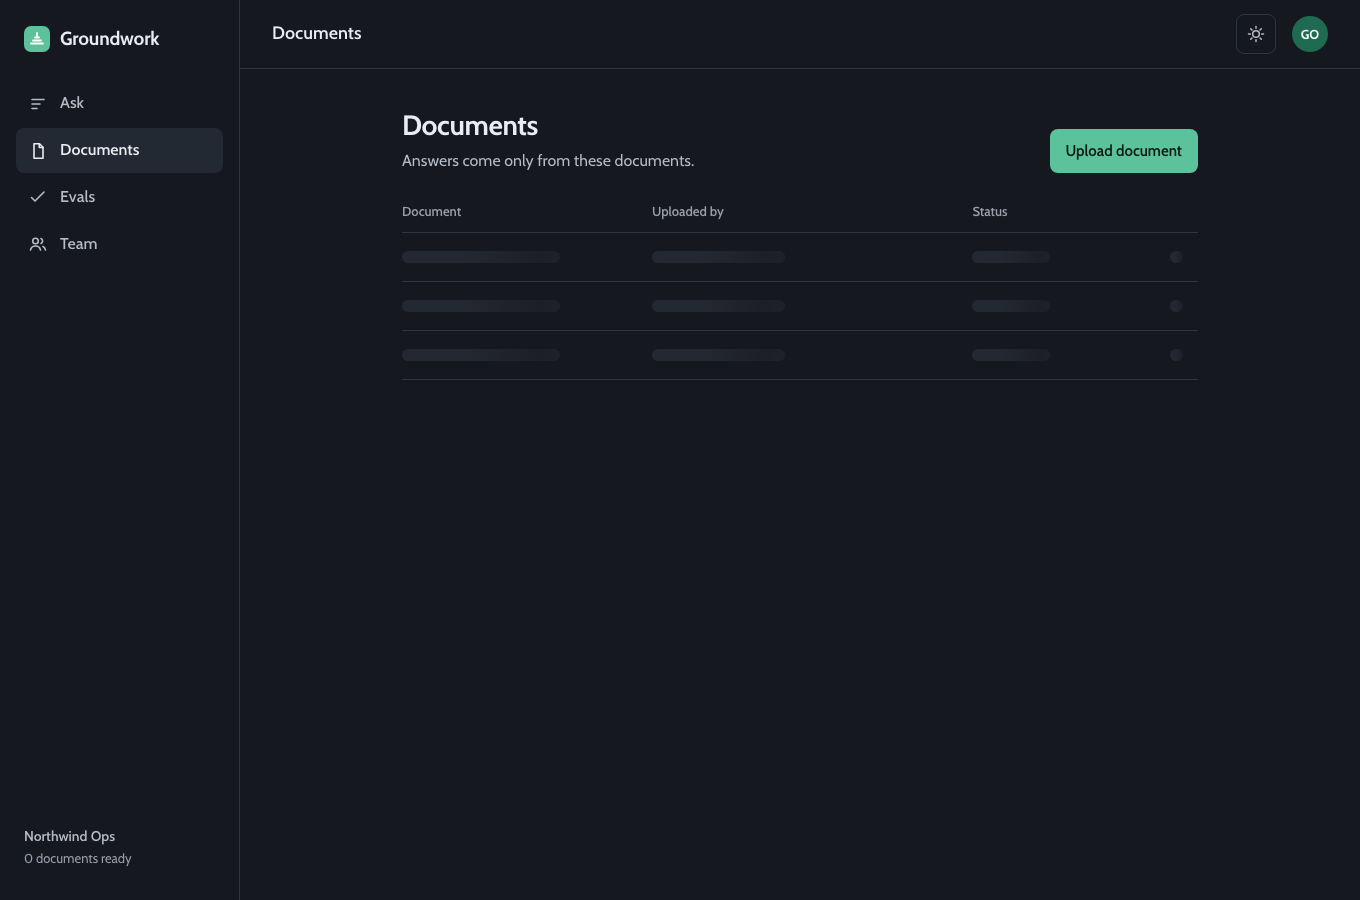 Groundwork
Ask
Documents
Evals
Team
Northwind Ops
0 documents ready
Documents
GO
Documents
Answers come only from these documents.
Upload document
Document Uploaded by Status